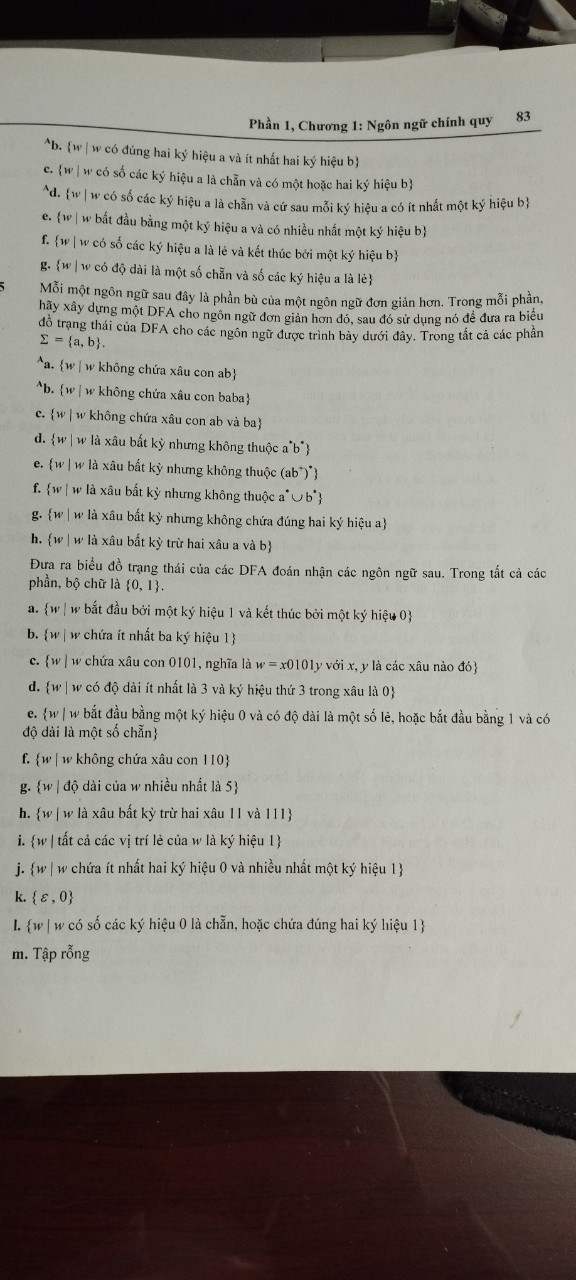 Phần 1, Chương 1: Ngôn ngữ chính quy 83
ᴬb. {w | w có đúng hai ký hiệu a và ít nhất hai ký hiệu b}
c. {w | w có số các ký hiệu a là chẵn và có một hoặc hai ký hiệu b}
ᴬd. {w | w có số các ký hiệu a là chẵn và cứ sau mỗi ký hiệu a có ít nhất một ký hiệu b}
e. {w | w bắt đầu bằng một ký hiệu a và có nhiều nhất một ký hiệu b}
f. {w | w có số các ký hiệu a là lẻ và kết thúc bởi một ký hiệu b}
g. {w | w có độ dài là một số chẵn và số các ký hiệu a là lẻ}
5 Mỗi một ngôn ngữ sau đây là phần bù của một ngôn ngữ đơn giản hơn. Trong mỗi phần,
hãy xây dựng một DFA cho ngôn ngữ đơn giản hơn đó, sau đó sử dụng nó để đưa ra biểu
đồ trạng thái của DFA cho các ngôn ngữ được trình bày dưới đây. Trong tất cả các phần
Σ = {a, b}.
ᴬa. {w | w không chứa xâu con ab}
ᴬb. {w | w không chứa xâu con baba}
c. {w | w không chứa xâu con ab và ba}
d. {w | w là xâu bất kỳ nhưng không thuộc a*b*}
e. {w | w là xâu bất kỳ nhưng không thuộc (ab⁺)*}
f. {w | w là xâu bất kỳ nhưng không thuộc a* ∪ b*}
g. {w | w là xâu bất kỳ nhưng không chứa đúng hai ký hiệu a}
h. {w | w là xâu bất kỳ trừ hai xâu a và b}
Đưa ra biểu đồ trạng thái của các DFA đoán nhận các ngôn ngữ sau. Trong tất cả các
phần, bộ chữ là {0, 1}.
a. {w | w bắt đầu bởi một ký hiệu 1 và kết thúc bởi một ký hiệu 0}
b. {w | w chứa ít nhất ba ký hiệu 1}
c. {w | w chứa xâu con 0101, nghĩa là w = x0101y với x, y là các xâu nào đó}
d. {w | w có độ dài ít nhất là 3 và ký hiệu thứ 3 trong xâu là 0}
e. {w | w bắt đầu bằng một ký hiệu 0 và có độ dài là một số lẻ, hoặc bắt đầu bằng 1 và có
độ dài là một số chẵn}
f. {w | w không chứa xâu con 110}
g. {w | độ dài của w nhiều nhất là 5}
h. {w | w là xâu bất kỳ trừ hai xâu 11 và 111}
i. {w | tất cả các vị trí lẻ của w là ký hiệu 1}
j. {w | w chứa ít nhất hai ký hiệu 0 và nhiều nhất một ký hiệu 1}
k. {ε, 0}
l. {w | w có số các ký hiệu 0 là chẵn, hoặc chứa đúng hai ký hiệu 1}
m. Tập rỗng